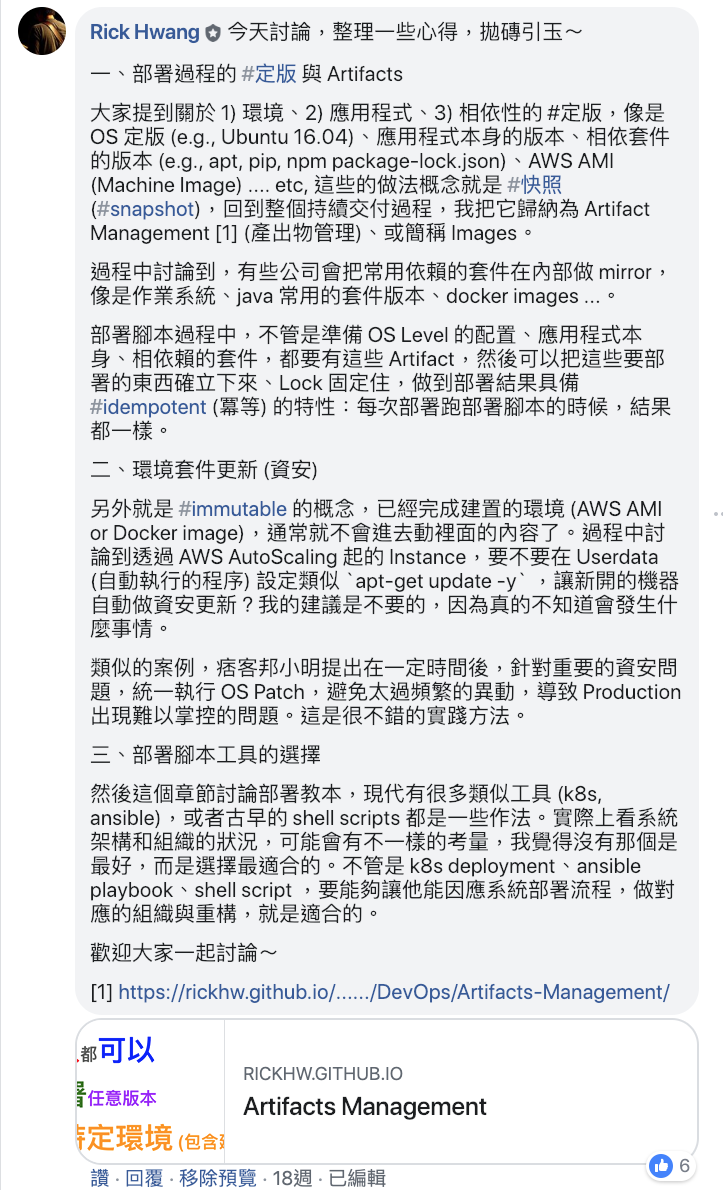 Rick Hwang 今天討論，整理一些心得，拋磚引玉～
一、部署過程的 #定版 與 Artifacts
大家提到關於 1) 環境、2) 應用程式、3) 相依性的 #定版，像是
OS 定版 (e.g., Ubuntu 16.04)、應用程式本身的版本、相依套件
的版本 (e.g., apt, pip, npm package-lock.json)、AWS AMI
(Machine Image) .... etc, 這些的做法概念就是 #快照
(#snapshot)，回到整個持續交付過程，我把它歸納為 Artifact
Management [1] (產出物管理)、或簡稱 Images。
過程中討論到，有些公司會把常用依賴的套件在內部做 mirror，
像是作業系統、java 常用的套件版本、docker images ...。
部署腳本過程中，不管是準備 OS Level 的配置、應用程式本
身、相依賴的套件，都要有這些 Artifact，然後可以把這些要部
署的東西確立下來、Lock 固定住，做到部署結果具備
#idempotent (冪等) 的特性：每次部署跑部署腳本的時候，結果
都一樣。
二、環境套件更新 (資安)
另外就是 #immutable 的概念，已經完成建置的環境 (AWS AMI
or Docker image)，通常就不會進去動裡面的內容了。過程中討
論到透過 AWS AutoScaling 起的 Instance，要不要在 Userdata
(自動執行的程序) 設定類似 `apt-get update -y` ，讓新開的機器
自動做資安更新？我的建議是不要的，因為真的不知道會發生什
麼事情。
類似的案例，痞客邦小明提出在一定時間後，針對重要的資安問
題，統一執行 OS Patch，避免太過頻繁的異動，導致 Production
出現難以掌控的問題。這是很不錯的實踐方法。
三、部署腳本工具的選擇
然後這個章節討論部署教本，現代有很多類似工具 (k8s,
ansible)，或者古早的 shell scripts 都是一些作法。實際上看系統
架構和組織的狀況，可能會有不一樣的考量，我覺得沒有那個是
最好，而是選擇最適合的。不管是 k8s deployment、ansible
playbook、shell script ，要能夠讓他能因應系統部署流程，做對
應的組織與重構，就是適合的。
歡迎大家一起討論～
[1] https://rickhw.github.io/....../DevOps/Artifacts-Management/
都可以
任意版本
定環境 (包含
RICKHW.GITHUB.IO
Artifacts Management
6
讚 · 回覆 · 移除預覽 · 18週 · 已編輯